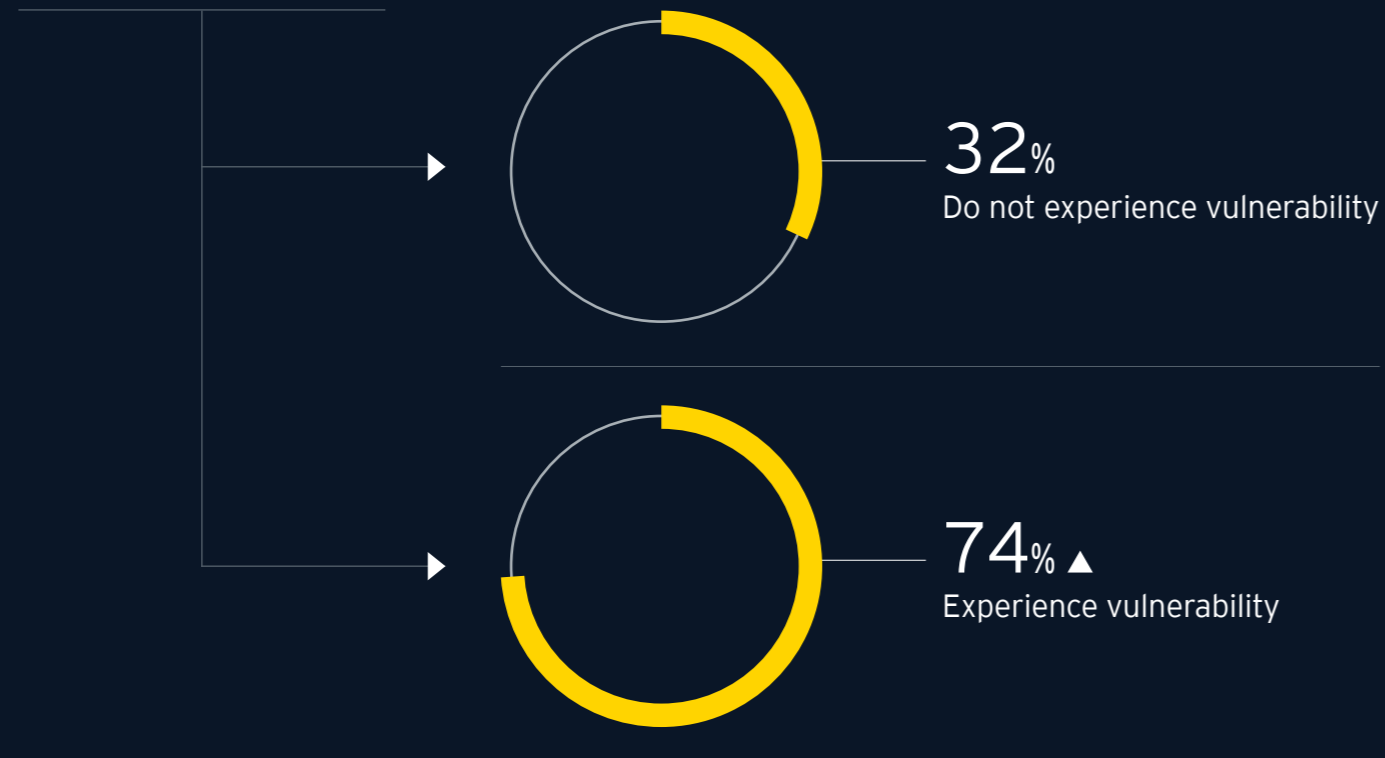 32%
Do not experience vulnerability
74% ▲
Experience vulnerability